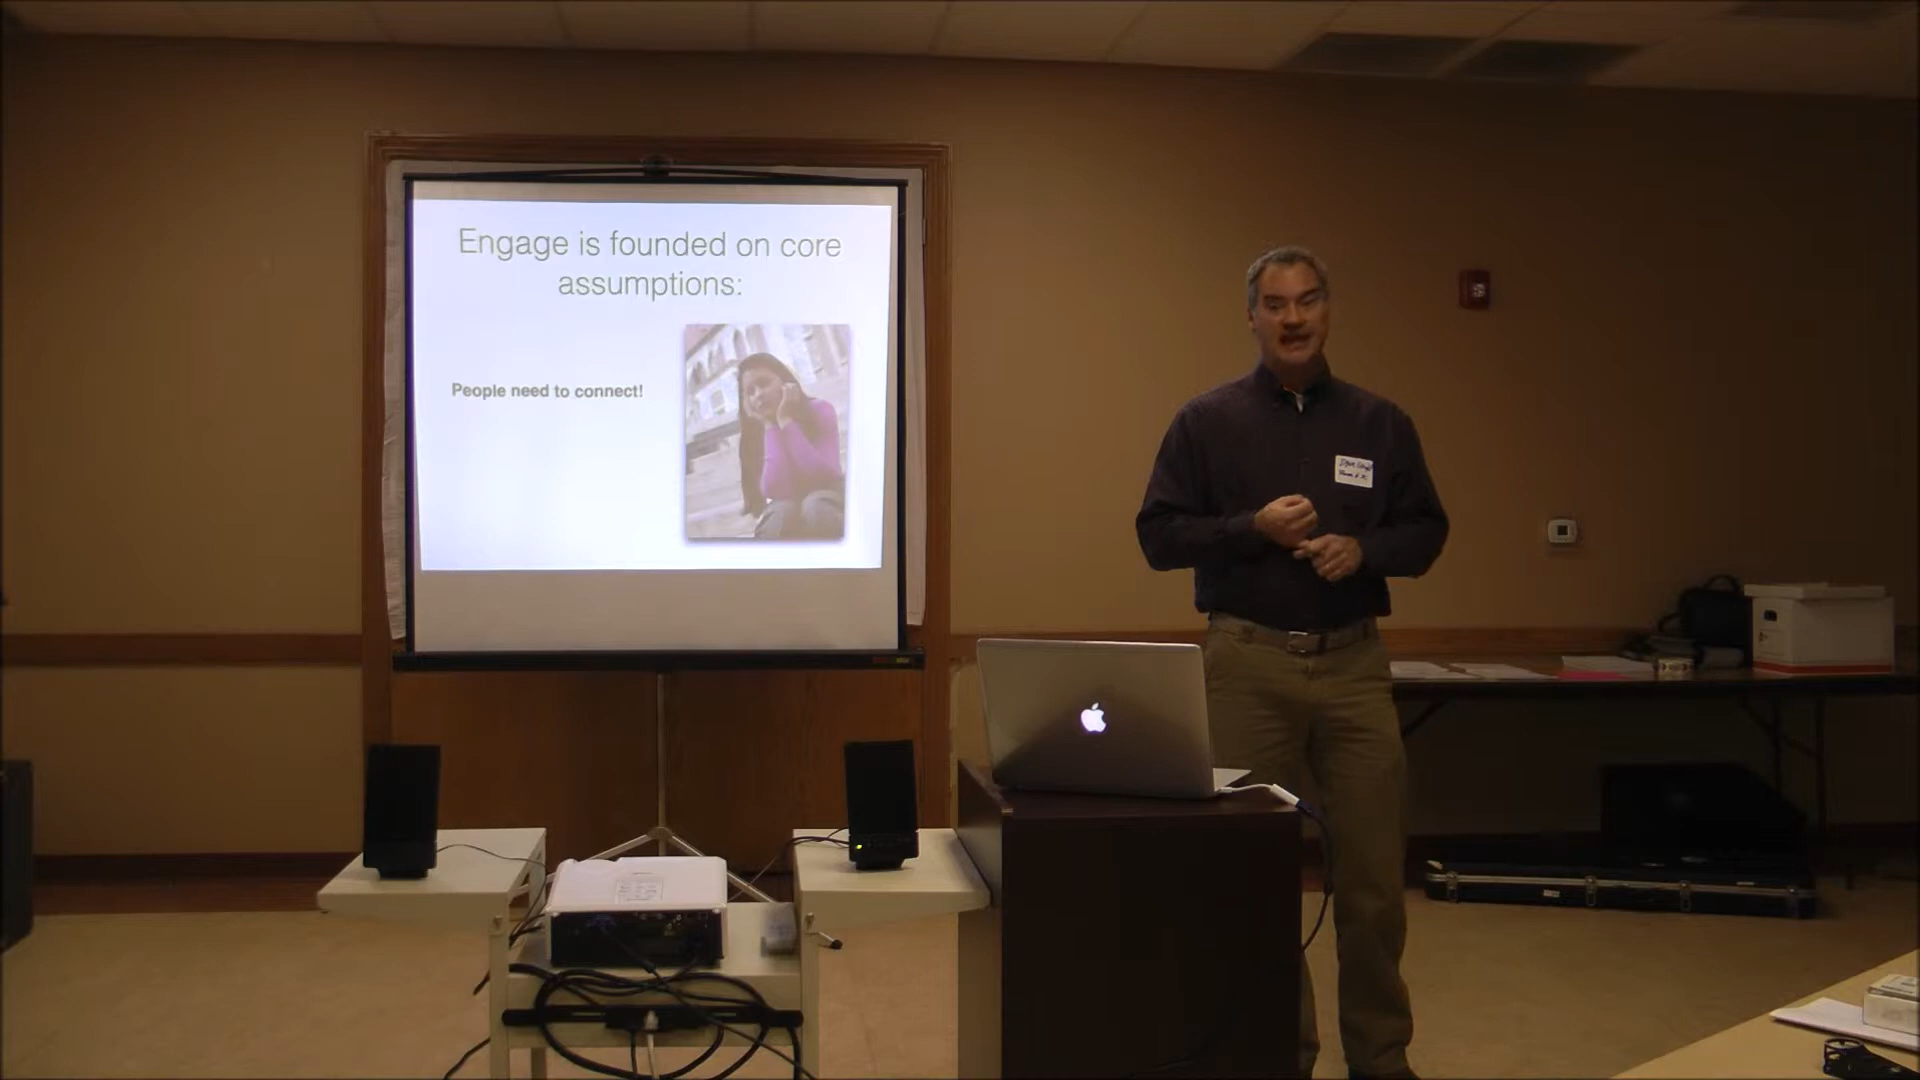 Engage is founded on core
assumptions:
People need to connect!